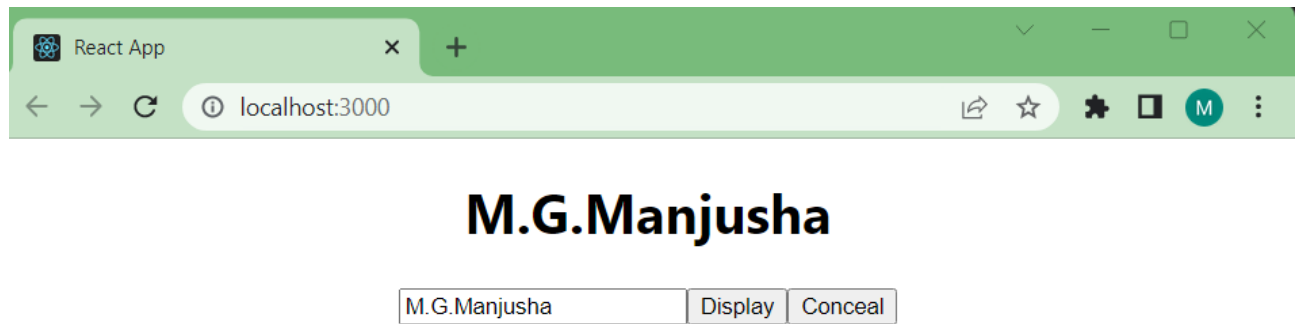 React App
localhost:3000
M
M.G.Manjusha
M.G.Manjusha Display Conceal